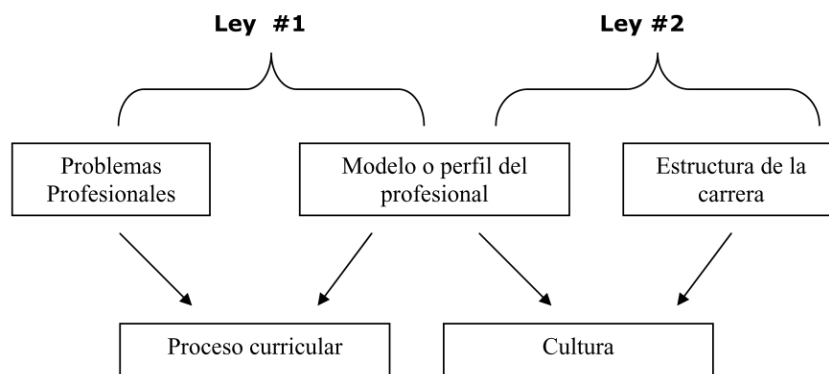 Ley #1
Ley #2
Problemas
Profesionales
Modelo o perfil del
profesional
Estructura de la
carrera
Proceso curricular
Cultura